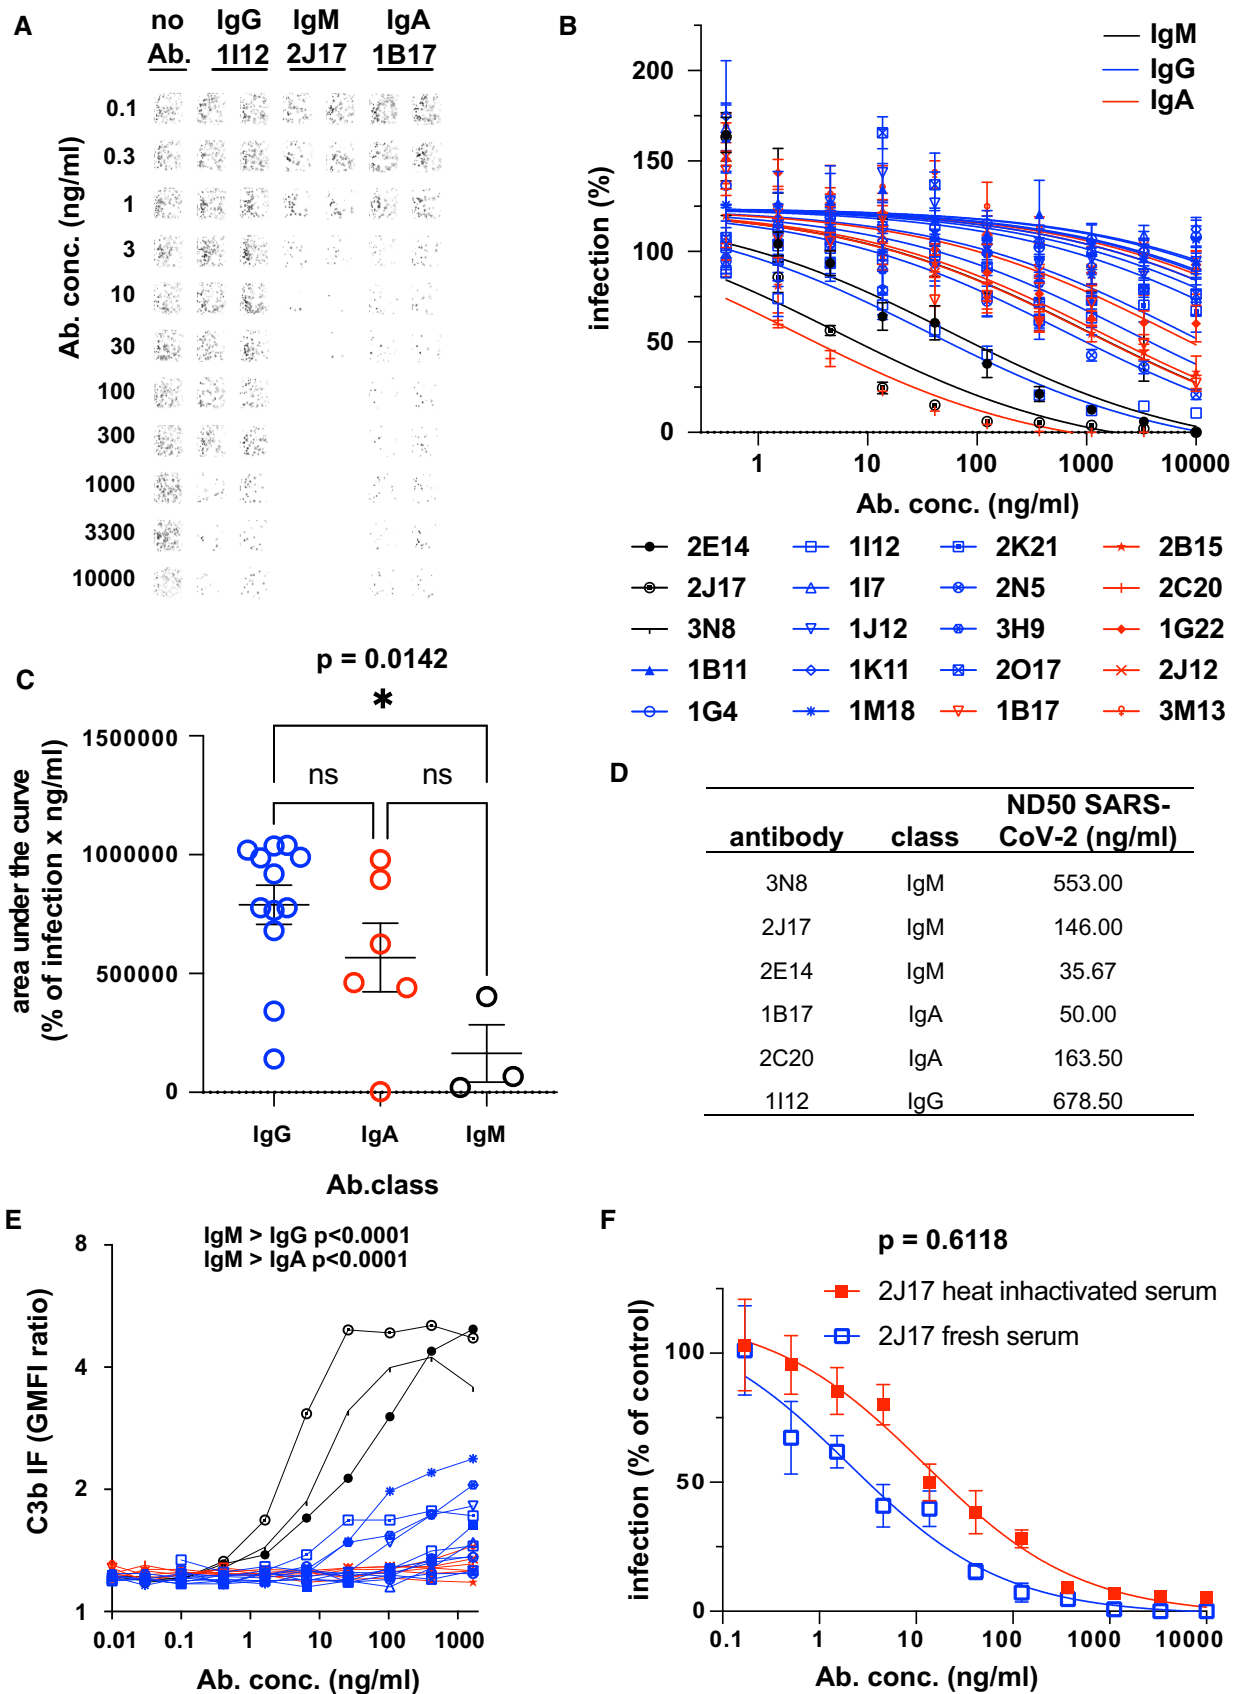 A
no IgG IgM IgA
Ab. 1I12 2J17 1B17
Ab. conc. (ng/ml)
0.1
0.3
1
3
10
30
100
300
1000
3300
10000
B
IgM
IgG
IgA
infection (%)
200
150
100
50
0
1 10 100 1000 10000
Ab. conc. (ng/ml)
2E14 1I12 2K21 2B15
2J17 1I7 2N5 2C20
3N8 1J12 3H9 1G22
1B11 1K11 2O17 2J12
1G4 1M18 1B17 3M13
C
p = 0.0142
*
ns ns
area under the curve
(% of infection x ng/ml)
1500000
1000000
500000
0
IgG IgA IgM
Ab.class
D
antibody class ND50 SARS-CoV-2 (ng/ml)
3N8 IgM 553.00
2J17 IgM 146.00
2E14 IgM 35.67
1B17 IgA 50.00
2C20 IgA 163.50
1I12 IgG 678.50
E
IgM > IgG p<0.0001
IgM > IgA p<0.0001
C3b IF (GMFI ratio)
8
4
2
1
0.01 0.1 1 10 100 1000
Ab. conc. (ng/ml)
F
p = 0.6118
2J17 heat inhactivated serum
2J17 fresh serum
infection (% of control)
100
50
0
0.1 1 10 100 1000 10000
Ab. conc. (ng/ml)